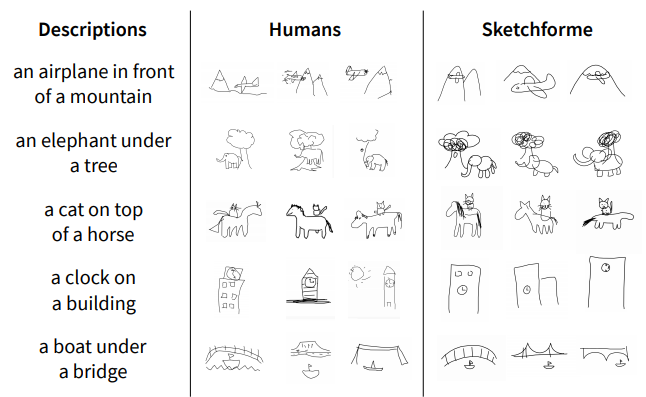 Descriptions Humans Sketchforme
an airplane in front
of a mountain
an elephant under
a tree
a cat on top
of a horse
a clock on
a building
a boat under
a bridge